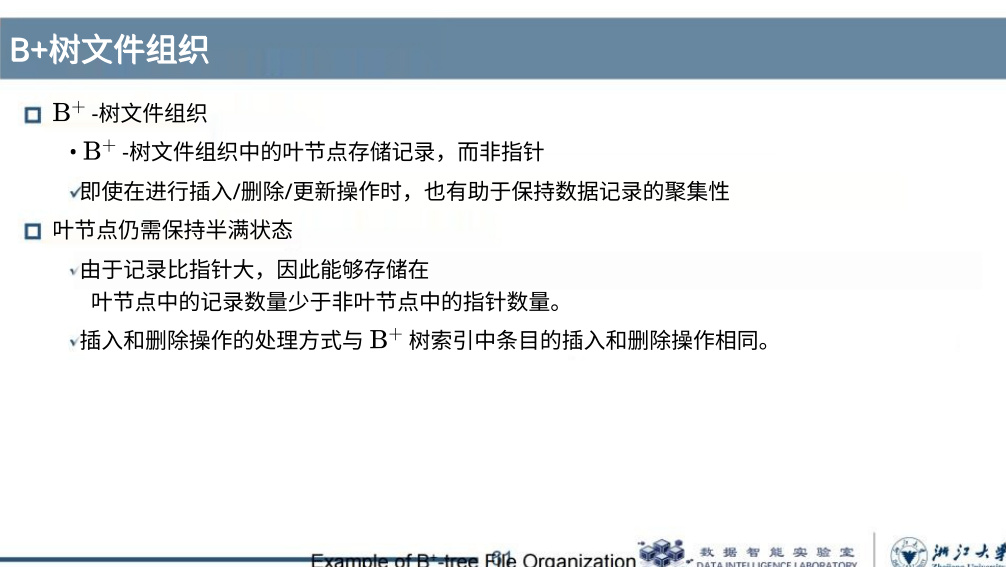 B+树文件组织
B⁺ -树文件组织
• B⁺ -树文件组织中的叶节点存储记录，而非指针
✓即使在进行插入/删除/更新操作时，也有助于保持数据记录的聚集性
叶节点仍需保持半满状态
✓由于记录比指针大，因此能够存储在
叶节点中的记录数量少于非叶节点中的指针数量。
✓插入和删除操作的处理方式与 B⁺ 树索引中条目的插入和删除操作相同。
Example of B⁺-tree File Organization
数据智能实验室
DATA INTELLIGENCE LABORATORY
浙江大学
Zhejiang University